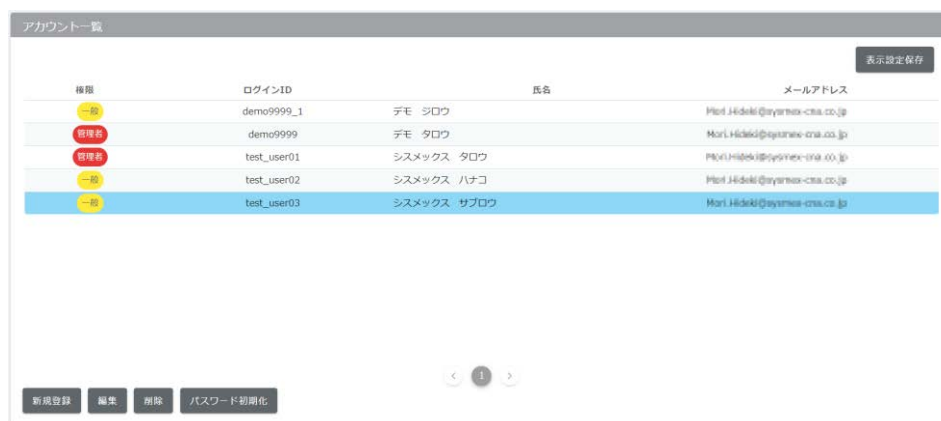 アカウント一覧
表示設定保存
権限 ログインID 氏名 メールアドレス
一般 demo9999_1 デモ ジロウ
管理者 demo9999 デモ タロウ
管理者 test_user01 シスメックス タロウ
一般 test_user02 シスメックス ハナコ
一般 test_user03 シスメックス サブロウ
< 1 >
新規登録 編集 削除 パスワード初期化